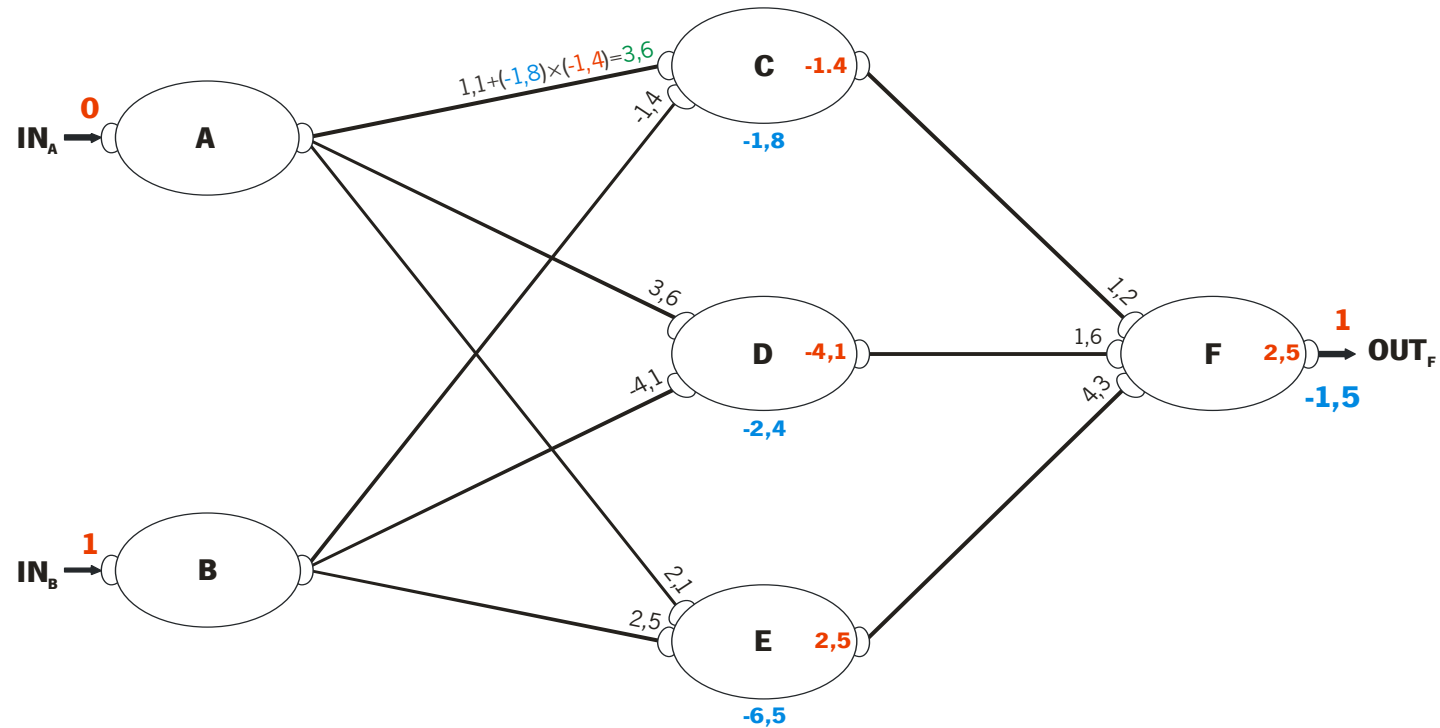 1,1+(-1,8)×(-1,4)=3,6
C
-1.4
0
-1,4
IN_A
A
-1,8
3,6
1,2
1
D
-4,1
1,6
F
2,5
OUT_F
-4,1
4,3
-1,5
-2,4
1
IN_B
B
2,1
2,5
E
2,5
-6,5